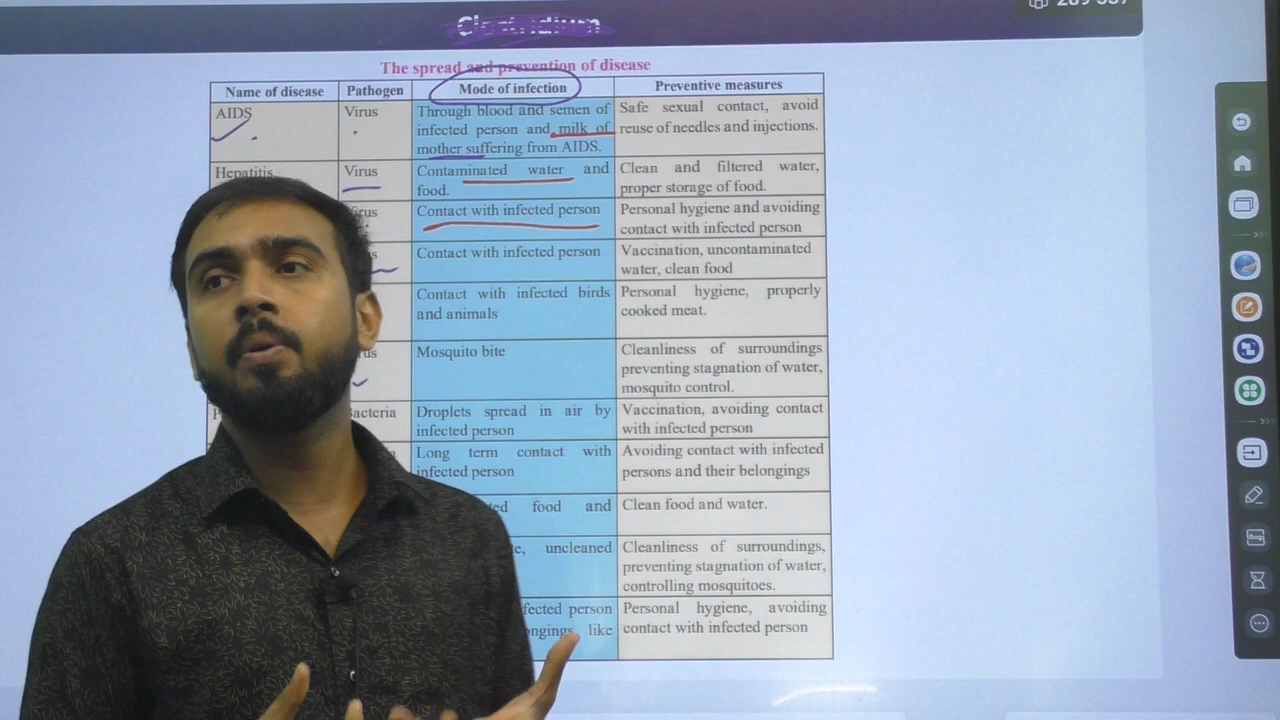 Clostridium
The spread and prevention of disease
Name of disease Pathogen Mode of infection Preventive measures
AIDS Virus Through blood and semen of Safe sexual contact, avoid
infected person and milk of reuse of needles and injections.
mother suffering from AIDS.
Hepatitis Virus Contaminated water and Clean and filtered water,
food. proper storage of food.
Contact with infected person Personal hygiene and avoiding
contact with infected person
Contact with infected person Vaccination, uncontaminated
water, clean food
Contact with infected birds Personal hygiene, properly
and animals cooked meat.
Mosquito bite Cleanliness of surroundings
preventing stagnation of water,
mosquito control.
Bacteria Droplets spread in air by Vaccination, avoiding contact
infected person with infected person
Long term contact with Avoiding contact with infected
infected person persons and their belongings
food and Clean food and water.
uncleaned Cleanliness of surroundings,
preventing stagnation of water,
controlling mosquitoes.
person Personal hygiene, avoiding
like contact with infected person